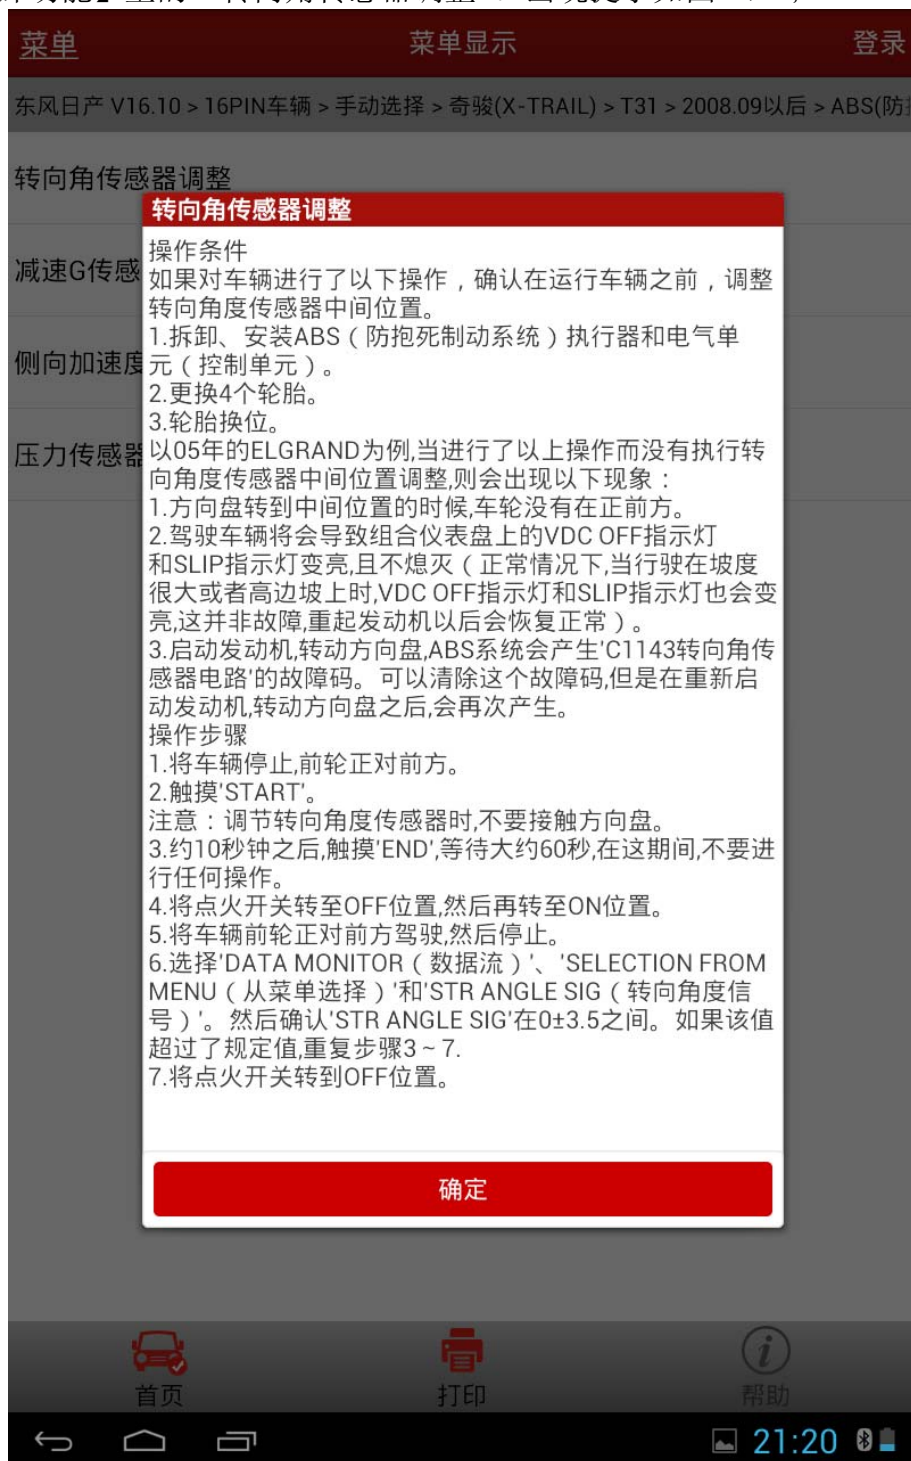 菜单 菜单显示 登录
东风日产 V16.10 > 16PIN车辆 > 手动选择 > 奇骏(X-TRAIL) > T31 > 2008.09以后 > ABS(防
转向角传感器调整
减速G传感
侧向加速度
压力传感器
转向角传感器调整
操作条件
如果对车辆进行了以下操作，确认在运行车辆之前，调整
转向角度传感器中间位置。
1.拆卸、安装ABS（防抱死制动系统）执行器和电气单
元（控制单元）。
2.更换4个轮胎。
3.轮胎换位。
以05年的ELGRAND为例,当进行了以上操作而没有执行转
向角度传感器中间位置调整,则会出现以下现象：
1.方向盘转到中间位置的时候,车轮没有在正前方。
2.驾驶车辆将会导致组合仪表盘上的VDC OFF指示灯
和SLIP指示灯变亮,且不熄灭（正常情况下,当行驶在坡度
很大或者高边坡上时,VDC OFF指示灯和SLIP指示灯也会变
亮,这并非故障,重起发动机以后会恢复正常）。
3.启动发动机,转动方向盘,ABS系统会产生'C1143转向角传
感器电路'的故障码。可以清除这个故障码,但是在重新启
动发动机,转动方向盘之后,会再次产生。
操作步骤
1.将车辆停止,前轮正对前方。
2.触摸'START'。
注意：调节转向角度传感器时,不要接触方向盘。
3.约10秒钟之后,触摸'END',等待大约60秒,在这期间,不要进
行任何操作。
4.将点火开关转至OFF位置,然后再转至ON位置。
5.将车辆前轮正对前方驾驶,然后停止。
6.选择'DATA MONITOR（数据流）'、'SELECTION FROM
MENU（从菜单选择）'和'STR ANGLE SIG（转向角度信
号）'。然后确认'STR ANGLE SIG'在0±3.5之间。如果该值
超过了规定值,重复步骤3～7.
7.将点火开关转到OFF位置。
确定
首页 打印 帮助
21:20